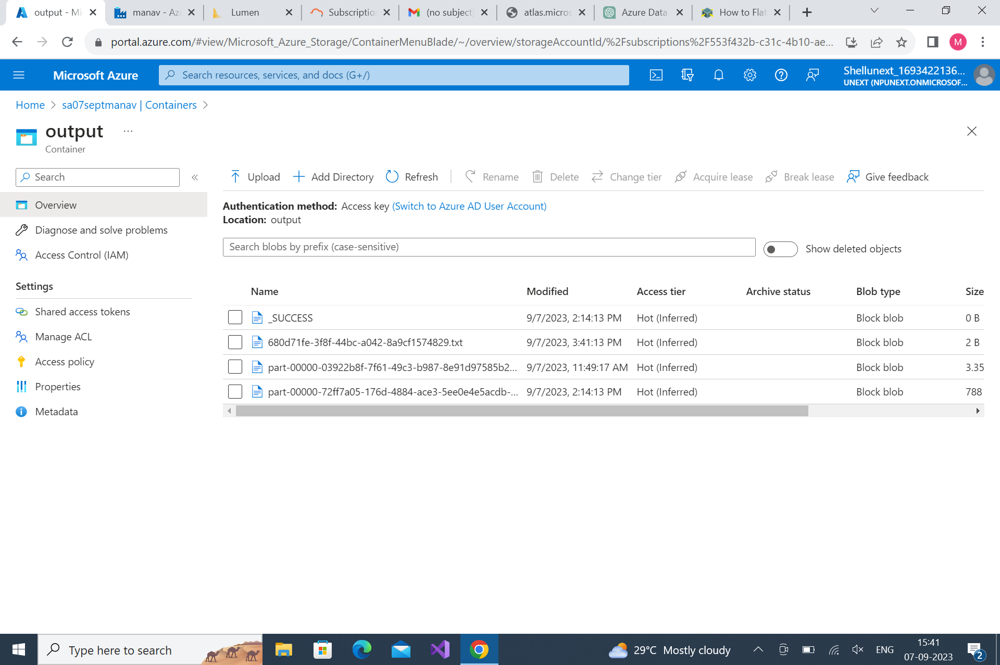 output - Mi
manav - Az
Lumen
Subscriptio
(no subject)
atlas.micros
Azure Data
How to Flat
portal.azure.com/#view/Microsoft_Azure_Storage/ContainerMenuBlade/~/overview/storageAccountId/%2Fsubscriptions%2F553f432b-c31c-4b10-ae...
M
Microsoft Azure
Search resources, services, and docs (G+/)
Shellunext_1693422136...
UNEXT (NPUNEXT.ONMICROSOF...
Home > sa07septmanav | Containers >
output ...
Container
Search
«
Upload
Add Directory
Refresh
Rename
Delete
Change tier
Acquire lease
Break lease
Give feedback
Overview
Diagnose and solve problems
Access Control (IAM)
Settings
Shared access tokens
Manage ACL
Access policy
Properties
Metadata
Authentication method: Access key (Switch to Azure AD User Account)
Location: output
Search blobs by prefix (case-sensitive)
Show deleted objects
Name Modified Access tier Archive status Blob type Size
_SUCCESS 9/7/2023, 2:14:13 PM Hot (Inferred) Block blob 0 B
680d71fe-3f8f-44bc-a042-8a9cf1574829.txt 9/7/2023, 3:41:13 PM Hot (Inferred) Block blob 2 B
part-00000-03922b8f-7f61-49c3-b987-8e91d97585b2... 9/7/2023, 11:49:17 AM Hot (Inferred) Block blob 3.35
part-00000-72ff7a05-176d-4884-ace3-5ee0e4e5acdb-... 9/7/2023, 2:14:13 PM Hot (Inferred) Block blob 788
Type here to search
29°C Mostly cloudy
ENG
15:41
07-09-2023
2